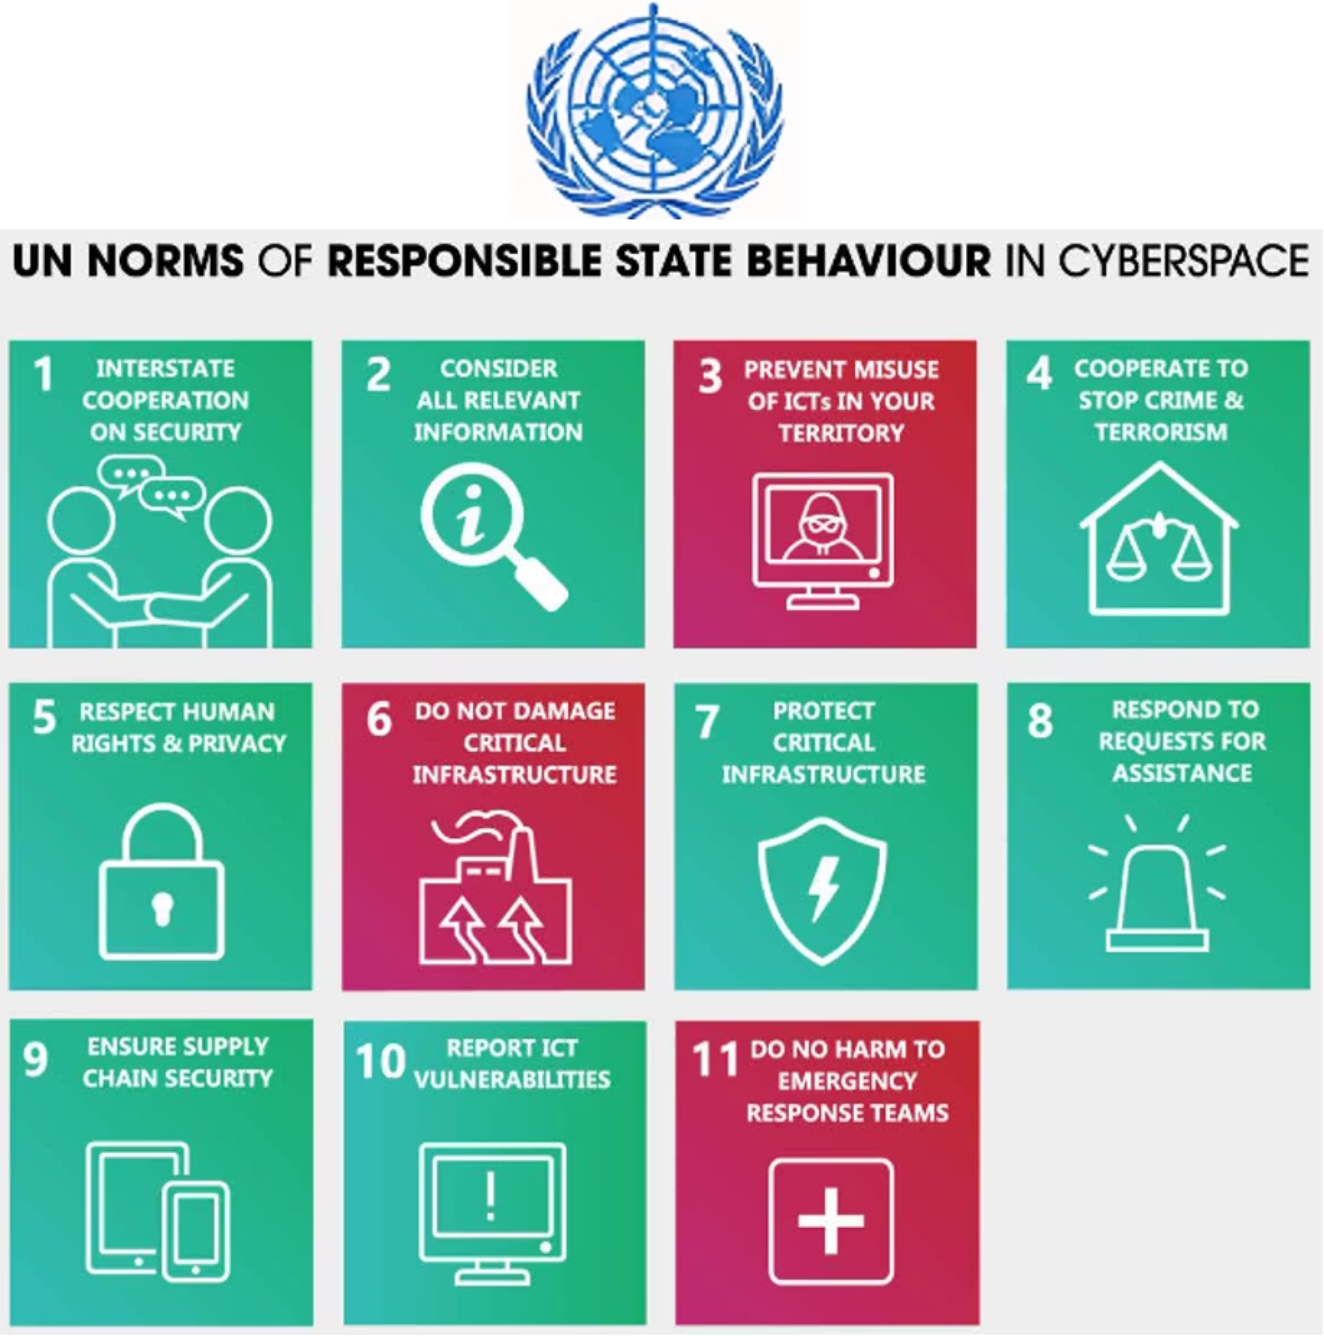 UN NORMS OF RESPONSIBLE STATE BEHAVIOUR IN CYBERSPACE
1
INTERSTATE
COOPERATION
ON SECURITY
2
CONSIDER
ALL RELEVANT
INFORMATION
i
3
PREVENT MISUSE
OF ICTs IN YOUR
TERRITORY
4
COOPERATE TO
STOP CRIME &
TERRORISM
5
RESPECT HUMAN
RIGHTS & PRIVACY
6
DO NOT DAMAGE
CRITICAL
INFRASTRUCTURE
7
PROTECT
CRITICAL
INFRASTRUCTURE
8
RESPOND TO
REQUESTS FOR
ASSISTANCE
9
ENSURE SUPPLY
CHAIN SECURITY
10
REPORT ICT
VULNERABILITIES
!
11
DO NO HARM TO
EMERGENCY
RESPONSE TEAMS